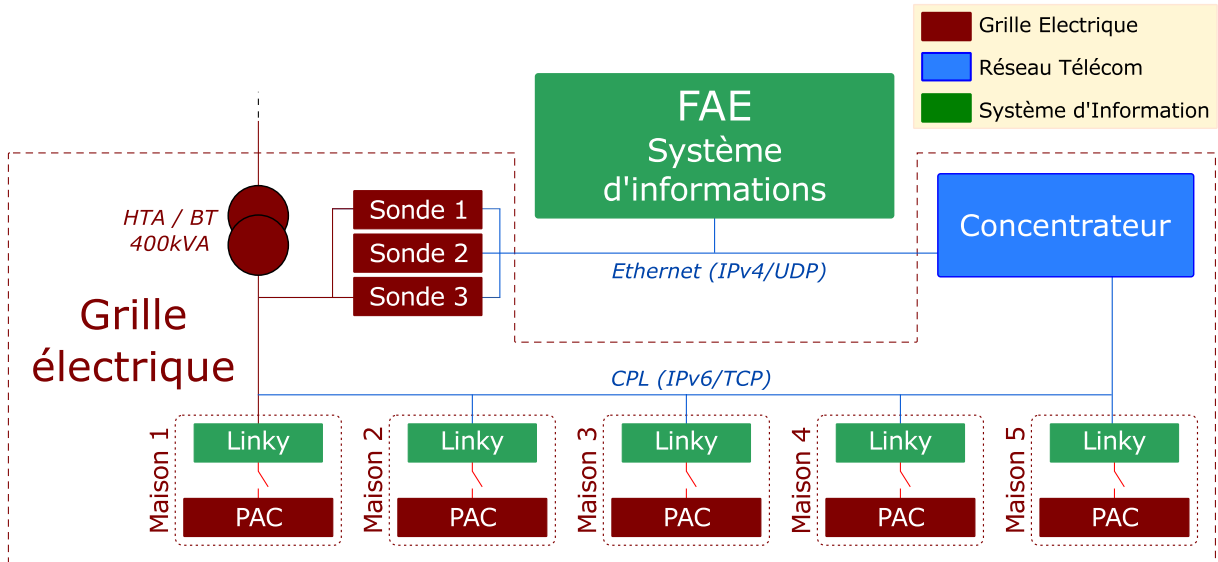 Grille Electrique
Réseau Télécom
Système d'Information
FAE
Système
d'informations
HTA / BT
400kVA
Sonde 1
Sonde 2
Sonde 3
Concentrateur
Ethernet (IPv4/UDP)
Grille
électrique
CPL (IPv6/TCP)
Maison 1
Linky
PAC
Maison 2
Linky
PAC
Maison 3
Linky
PAC
Maison 4
Linky
PAC
Maison 5
Linky
PAC